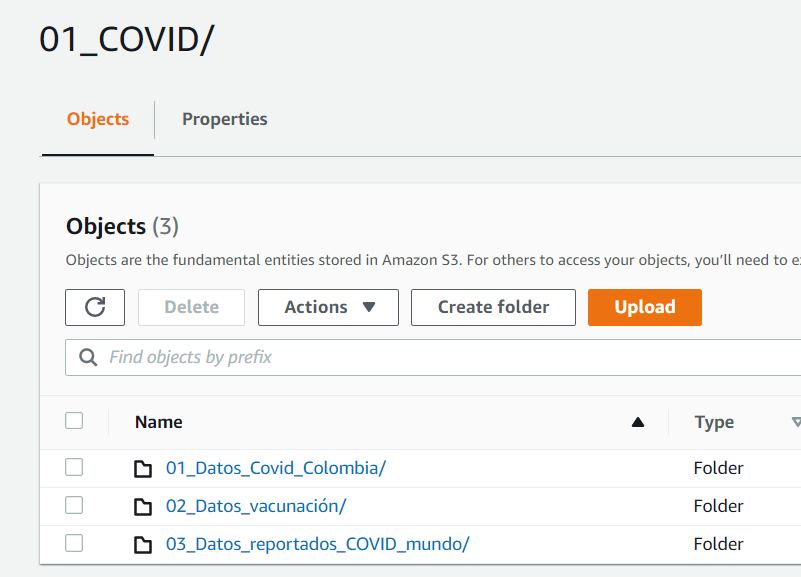 01_COVID/
Objects Properties
Objects (3)
Objects are the fundamental entities stored in Amazon S3. For others to access your objects, you'll need to
Delete Actions Create folder Upload
Find objects by prefix
Name Type
01_Datos_Covid_Colombia/ Folder
02_Datos_vacunación/ Folder
03_Datos_reportados_COVID_mundo/ Folder